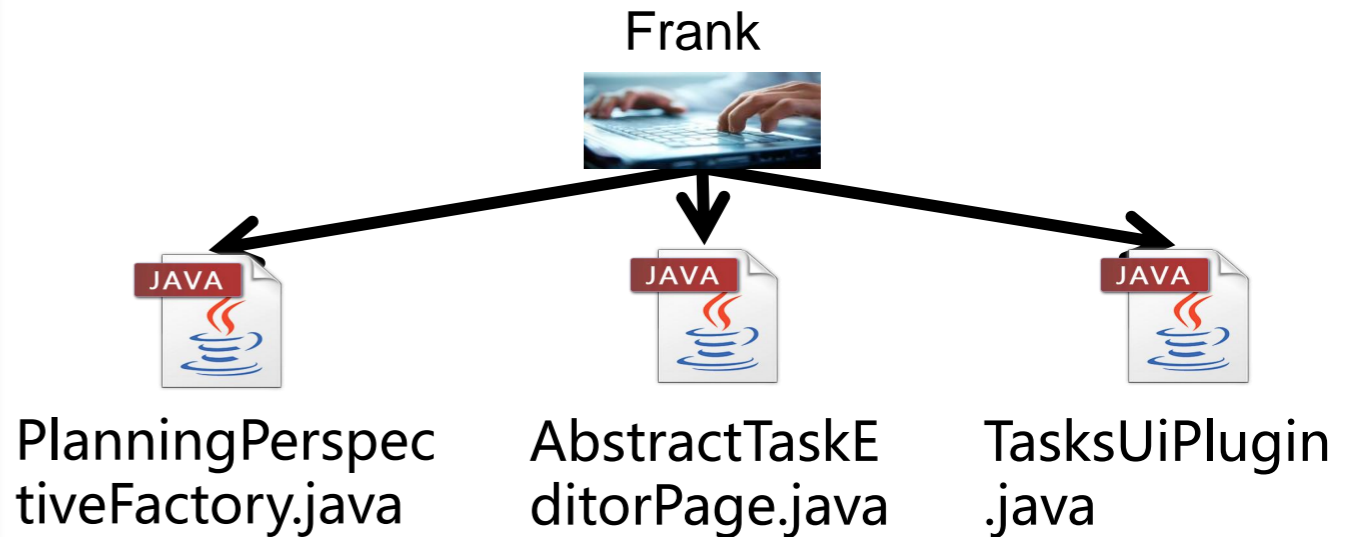 Frank
JAVA JAVA JAVA
PlanningPerspec
tiveFactory.java
AbstractTaskE
ditorPage.java
TasksUiPlugin
.java